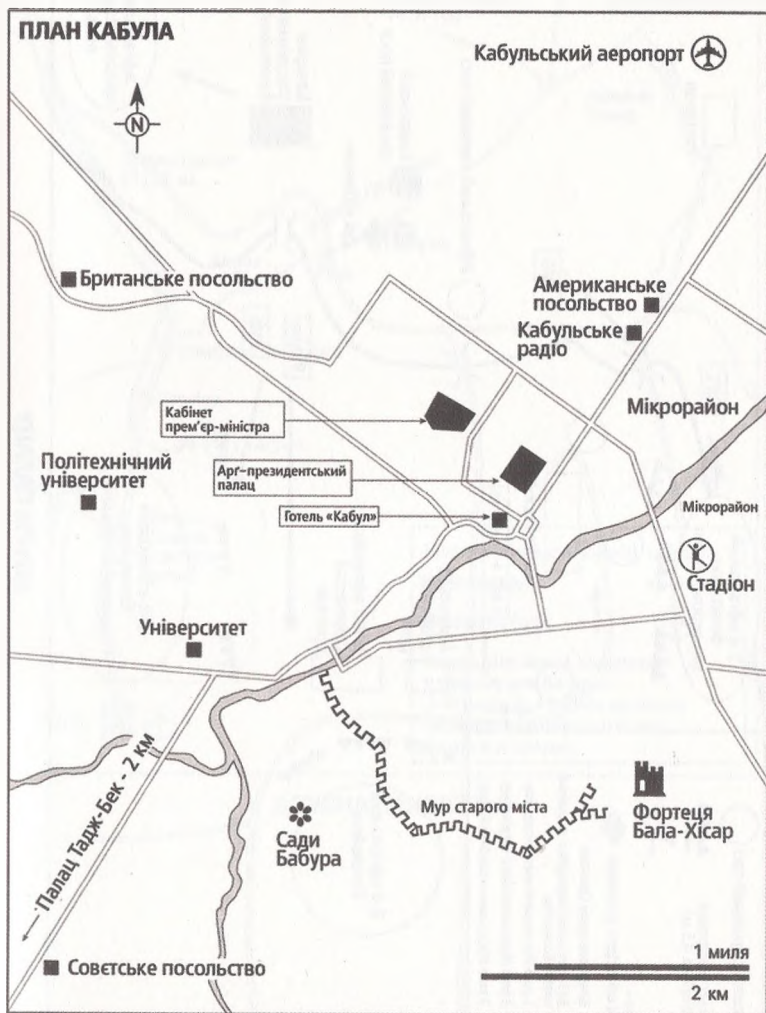 ПЛАН КАБУЛА
Кабульський аеропорт
N
Британське посольство
Американське
посольство
Кабульське
радіо
Кабінет
прем'єр-міністра
Мікрорайон
Політехнічний
університет
Арґ–президентський
палац
Готель «Кабул»
Мікрорайон
Стадіон
Університет
Палац Тадж-Бек - 2 км
Мур старого міста
Сади
Бабура
Фортеця
Бала-Хісар
Совєтське посольство
1 миля
2 км